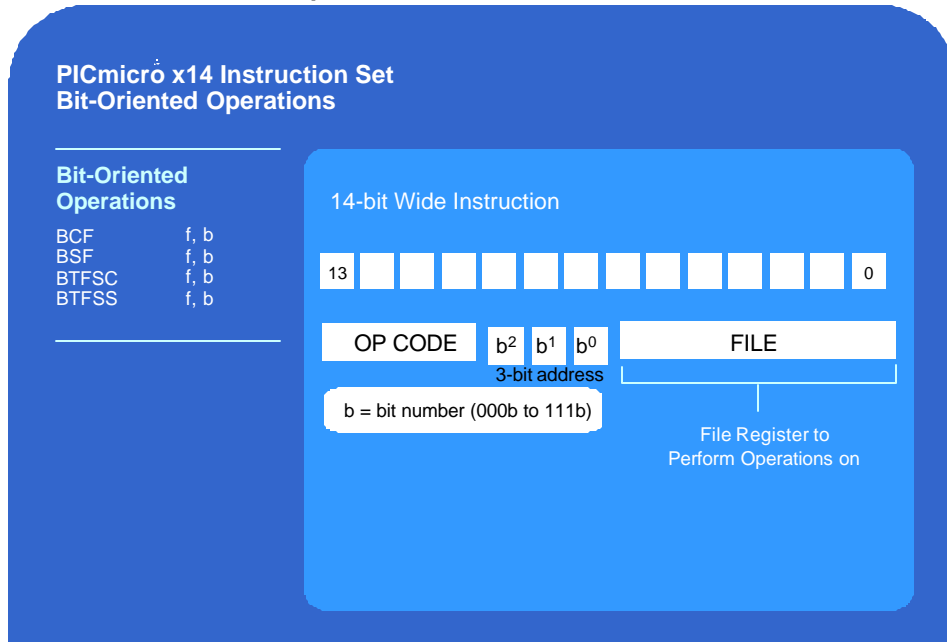 PICmicro x14 Instruction Set
Bit-Oriented Operations
Bit-Oriented
Operations
BCF f, b
BSF f, b
BTFSC f, b
BTFSS f, b
14-bit Wide Instruction
13 0
OP CODE b² b¹ b⁰ FILE
3-bit address
b = bit number (000b to 111b)
File Register to
Perform Operations on